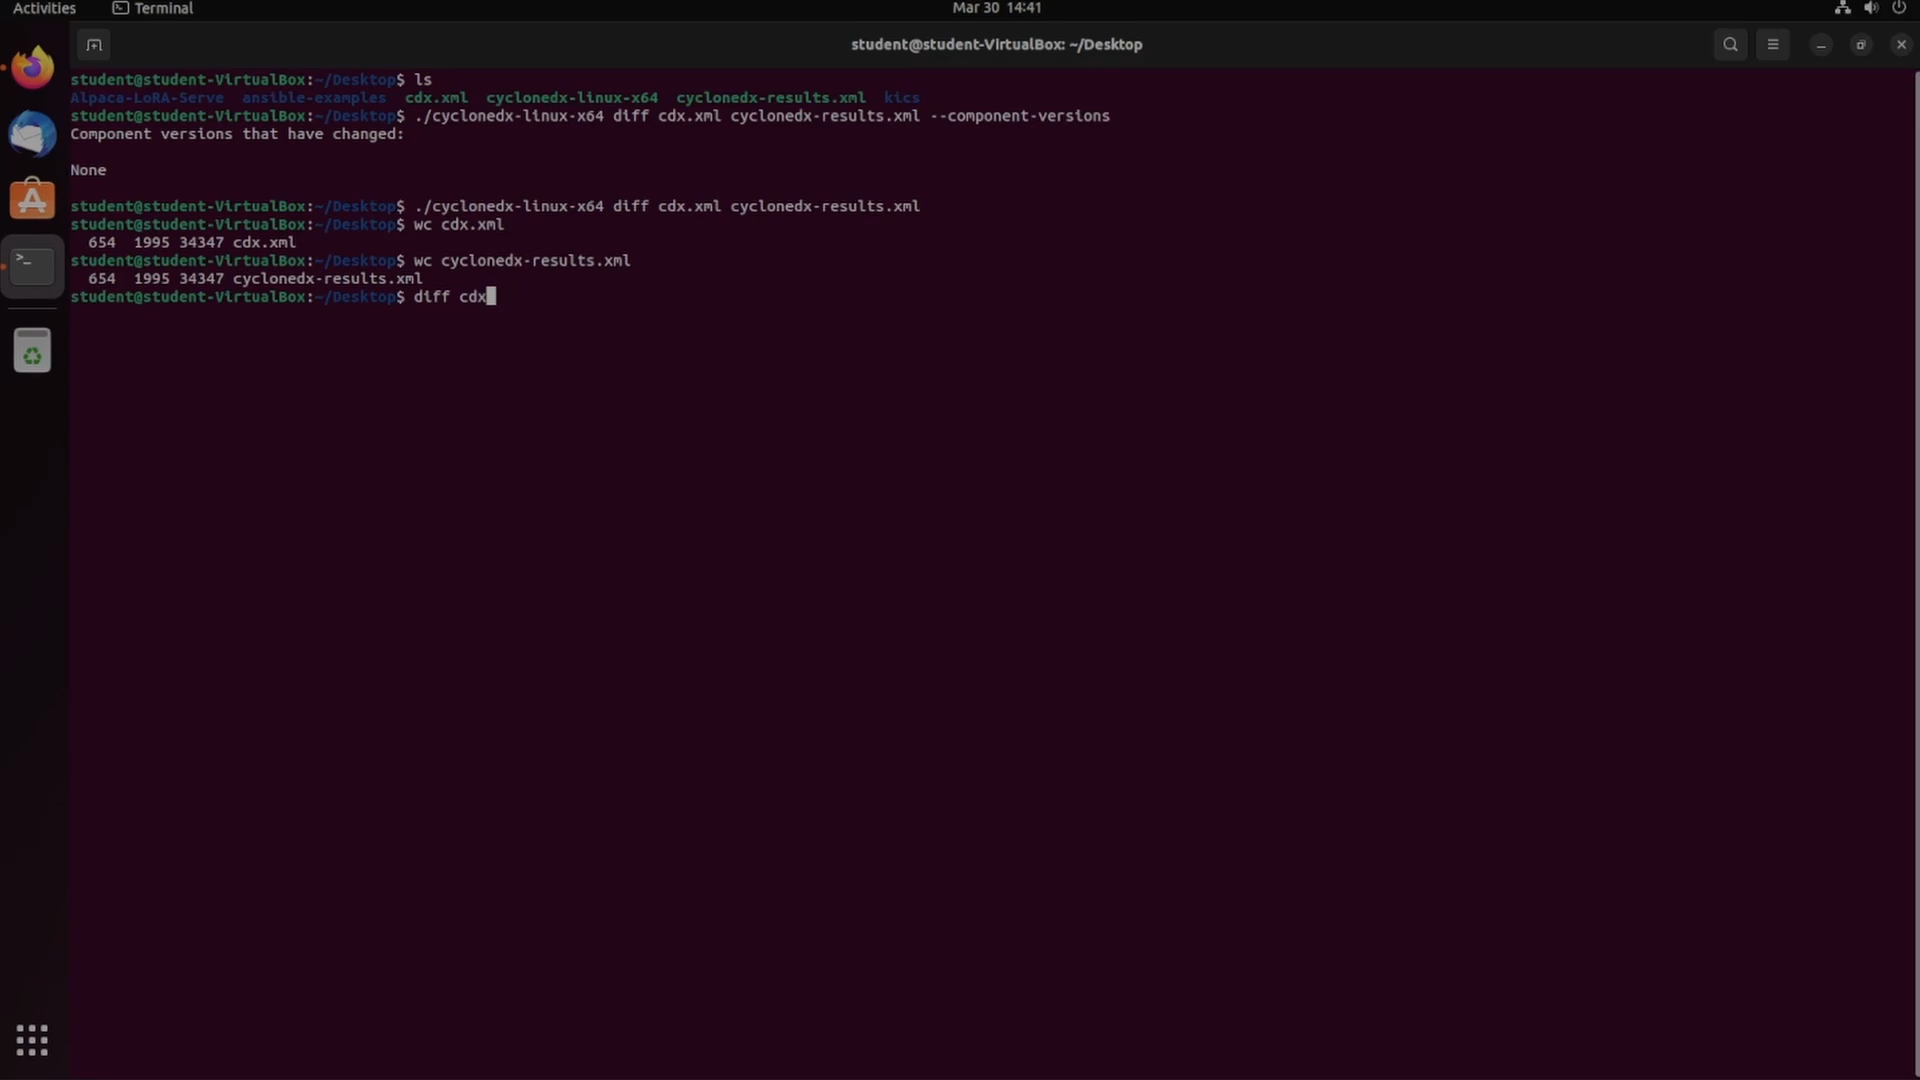 Activities Terminal Mar 30 14:41
student@student-VirtualBox: ~/Desktop
student@student-VirtualBox:~/Desktop$ ls
Alpaca-LoRA-Serve ansible-examples cdx.xml cyclonedx-linux-x64 cyclonedx-results.xml kics
student@student-VirtualBox:~/Desktop$ ./cyclonedx-linux-x64 diff cdx.xml cyclonedx-results.xml --component-versions
Component versions that have changed:
None
student@student-VirtualBox:~/Desktop$ ./cyclonedx-linux-x64 diff cdx.xml cyclonedx-results.xml
student@student-VirtualBox:~/Desktop$ wc cdx.xml
654 1995 34347 cdx.xml
student@student-VirtualBox:~/Desktop$ wc cyclonedx-results.xml
654 1995 34347 cyclonedx-results.xml
student@student-VirtualBox:~/Desktop$ diff cdx